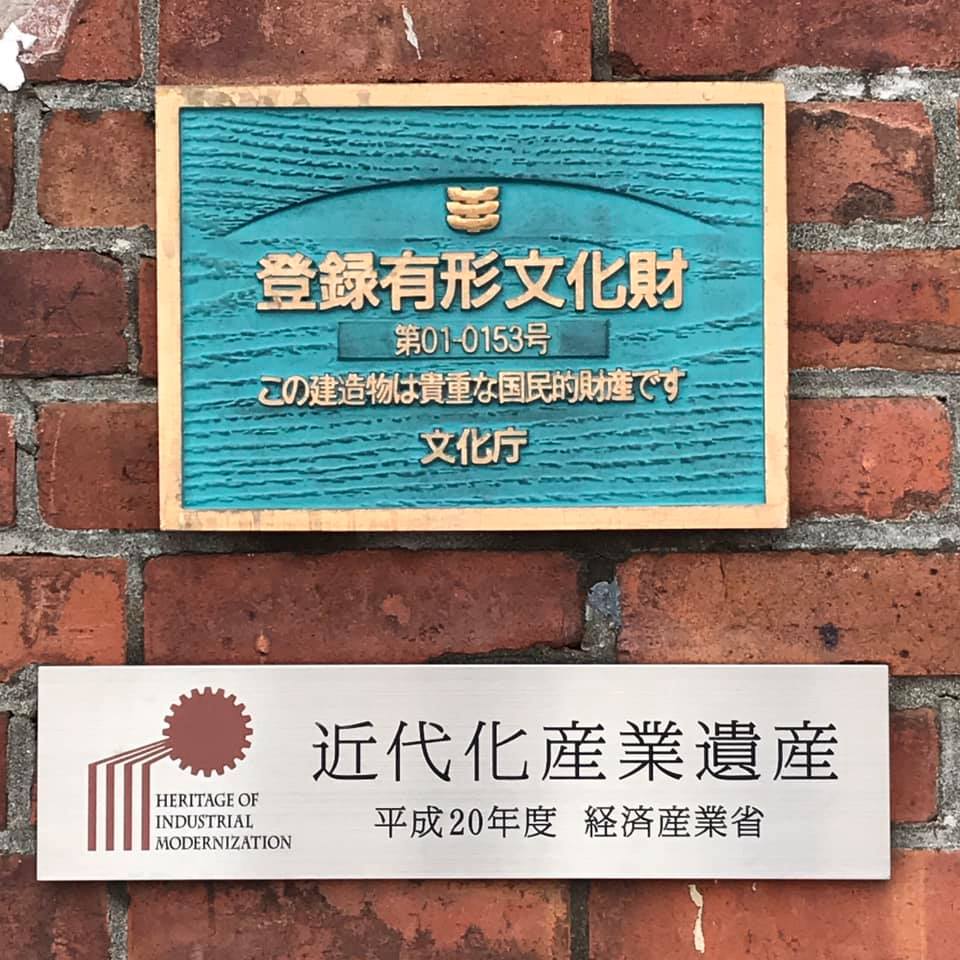 登録有形文化財
第01-0153号
この建造物は貴重な国民的財産です
文化庁
近代化産業遺産
平成20年度 経済産業省
HERITAGE OF
INDUSTRIAL
MODERNIZATION